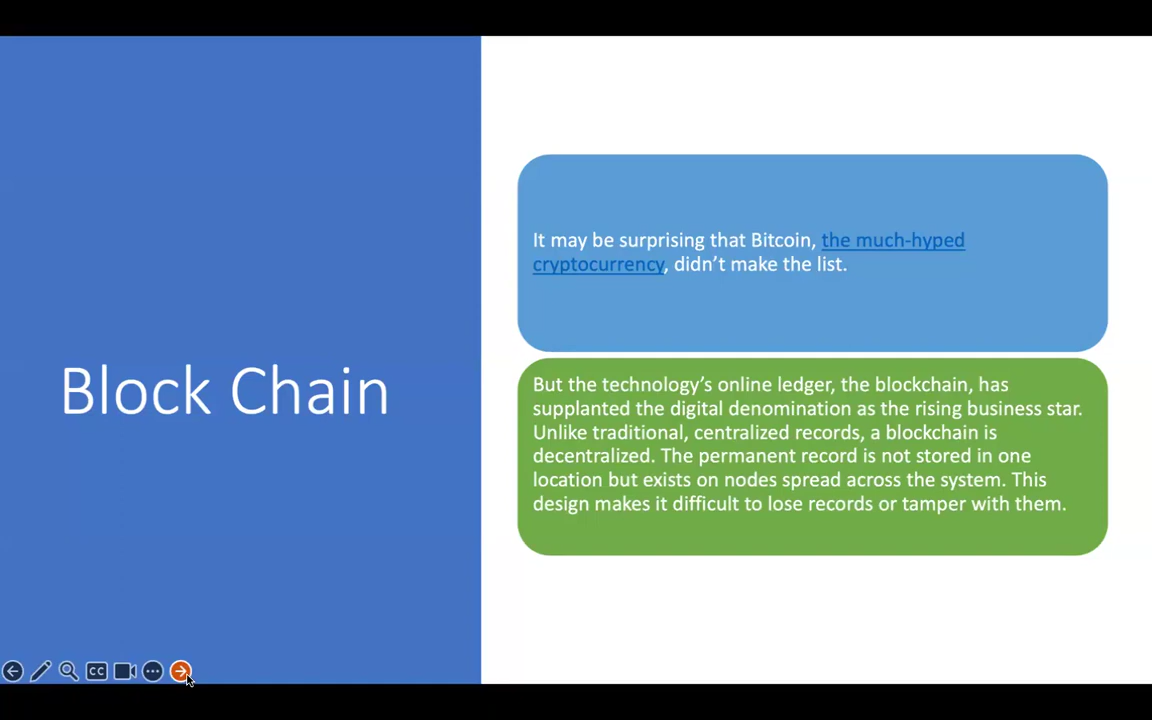 Block Chain
It may be surprising that Bitcoin, the much-hyped
cryptocurrency, didn’t make the list.
But the technology’s online ledger, the blockchain, has
supplanted the digital denomination as the rising business star.
Unlike traditional, centralized records, a blockchain is
decentralized. The permanent record is not stored in one
location but exists on nodes spread across the system. This
design makes it difficult to lose records or tamper with them.
CC